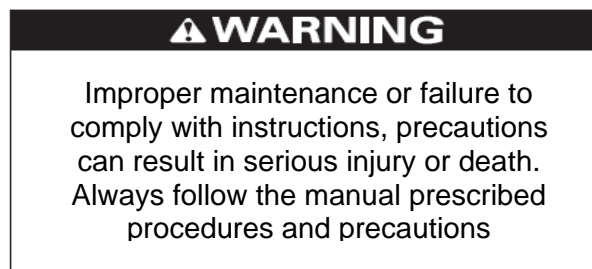 WARNING
Improper maintenance or failure to
comply with instructions, precautions
can result in serious injury or death.
Always follow the manual prescribed
procedures and precautions